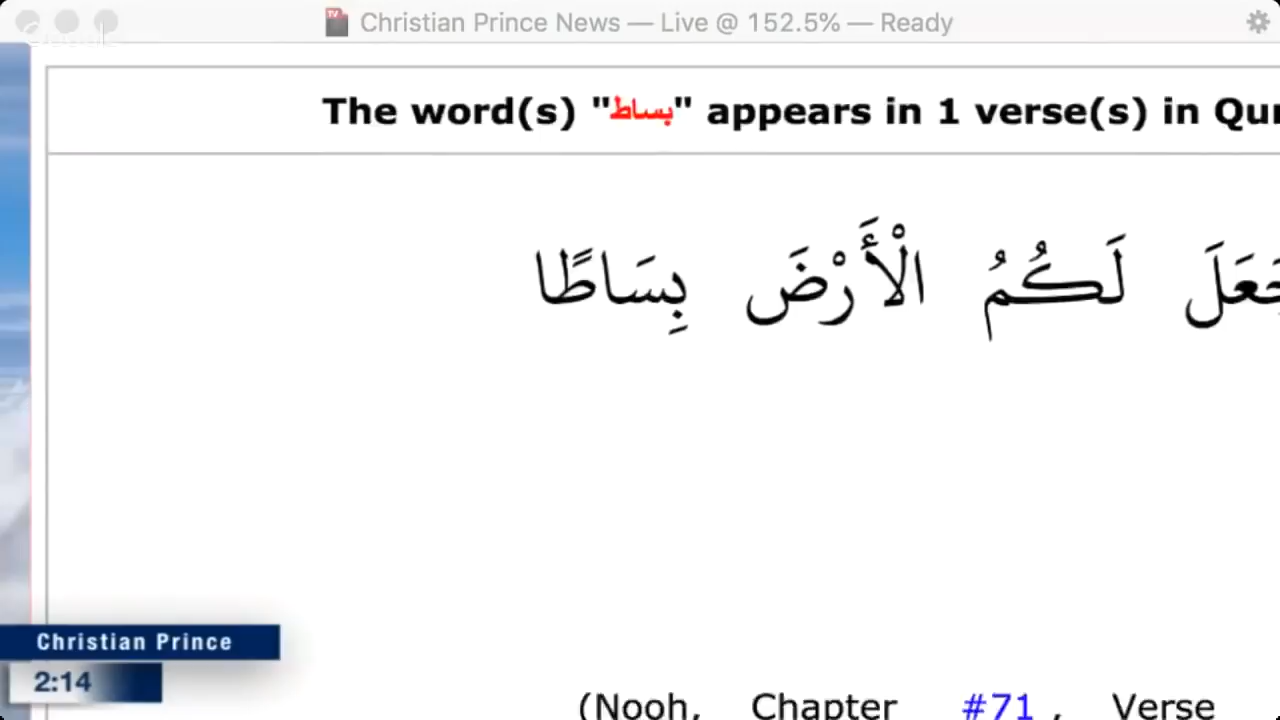 Christian Prince News — Live @ 152.5% — Ready
The word(s) "بساط" appears in 1 verse(s) in Qur
جَعَلَ لَكُمُ الْأَرْضَ بِسَاطًا
Christian Prince
2:14
(Nooh, Chapter #71, Verse